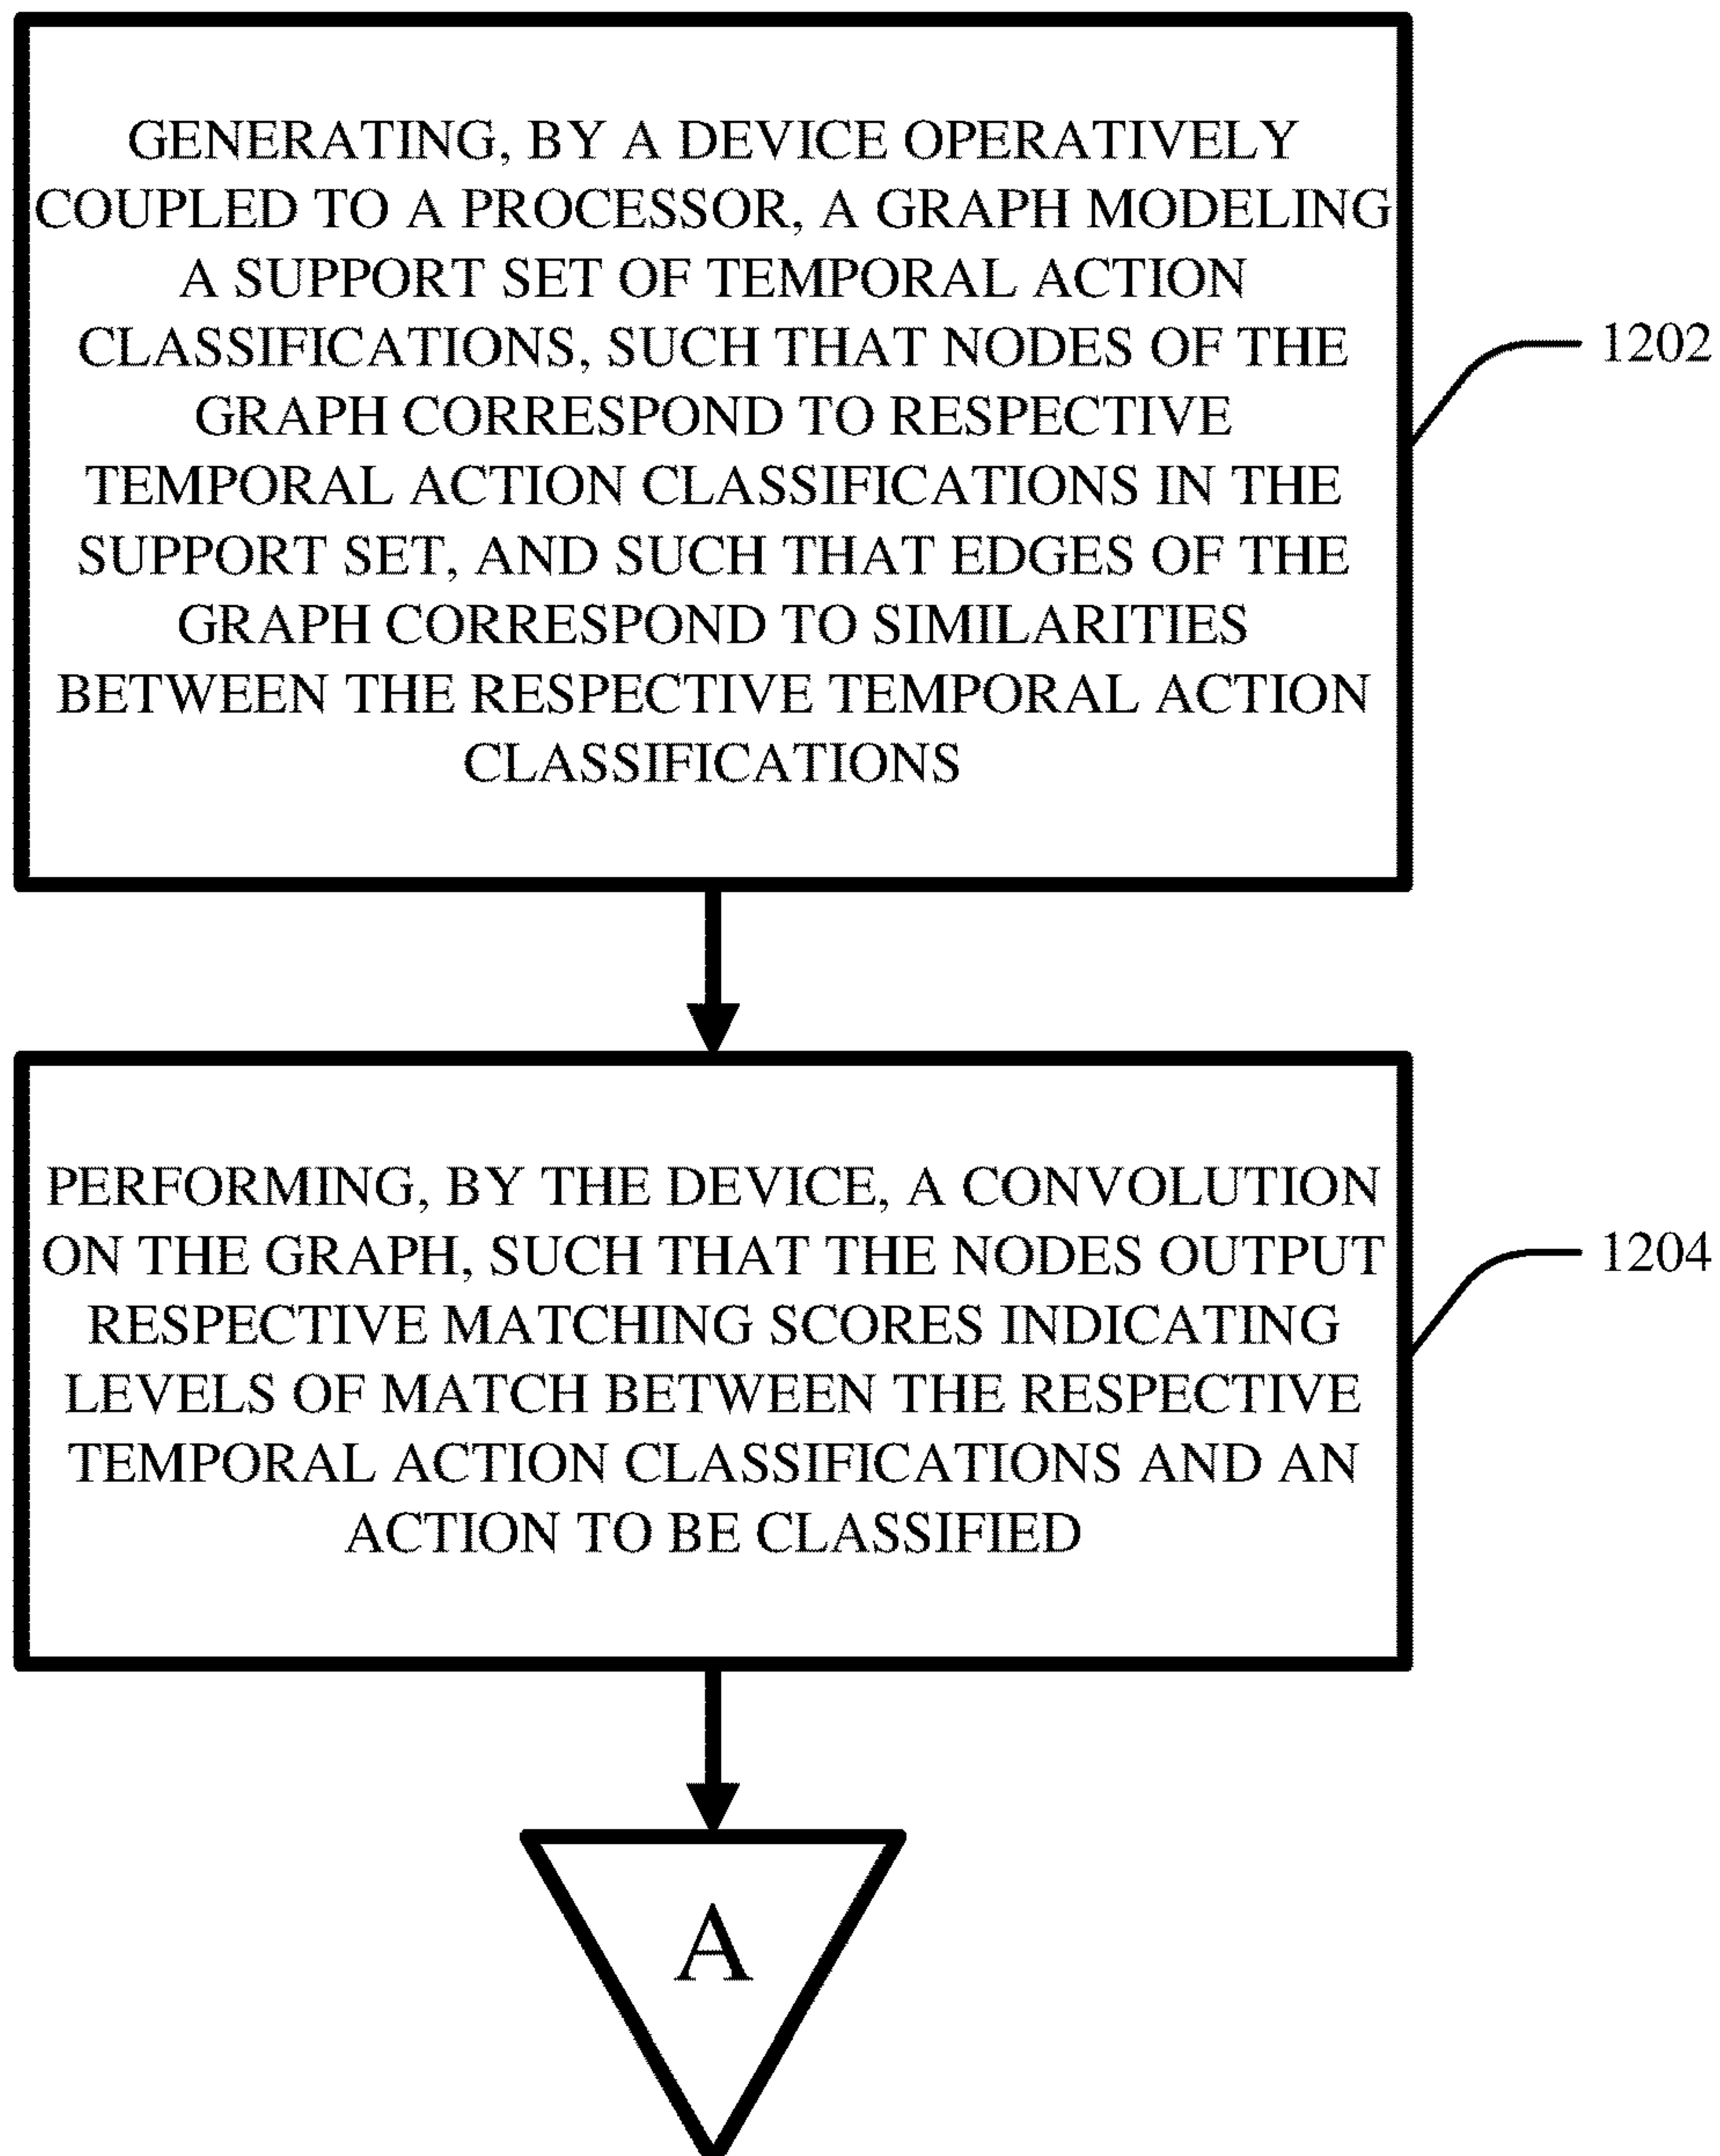 GENERATING, BY A DEVICE OPERATIVELY
COUPLED TO A PROCESSOR, A GRAPH MODELING
A SUPPORT SET OF TEMPORAL ACTION
CLASSIFICATIONS, SUCH THAT NODES OF THE
GRAPH CORRESPOND TO RESPECTIVE
TEMPORAL ACTION CLASSIFICATIONS IN THE
SUPPORT SET, AND SUCH THAT EDGES OF THE
GRAPH CORRESPOND TO SIMILARITIES
BETWEEN THE RESPECTIVE TEMPORAL ACTION
CLASSIFICATIONS
1202
PERFORMING, BY THE DEVICE, A CONVOLUTION
ON THE GRAPH, SUCH THAT THE NODES OUTPUT
RESPECTIVE MATCHING SCORES INDICATING
LEVELS OF MATCH BETWEEN THE RESPECTIVE
TEMPORAL ACTION CLASSIFICATIONS AND AN
ACTION TO BE CLASSIFIED
1204
A